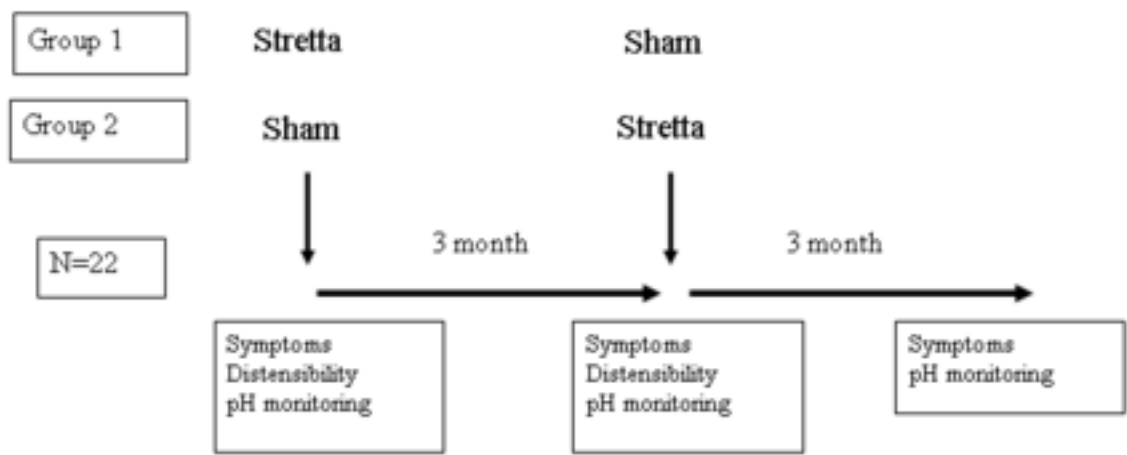 Group 1
Stretta
Sham
Group 2
Sham
Stretta
N=22
3 month
3 month
Symptoms
Distensibility
pH monitoring
Symptoms
Distensibility
pH monitoring
Symptoms
pH monitoring